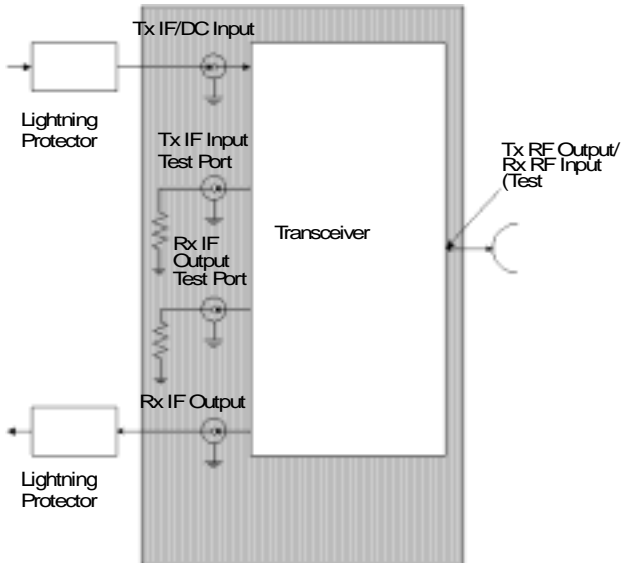 Tx IF/DC Input
Lightning
Protector
Tx IF Input
Test Port
Tx RF Output/
Rx RF Input
(Test
Transceiver
Rx IF
Output
Test Port
Rx IF Output
Lightning
Protector